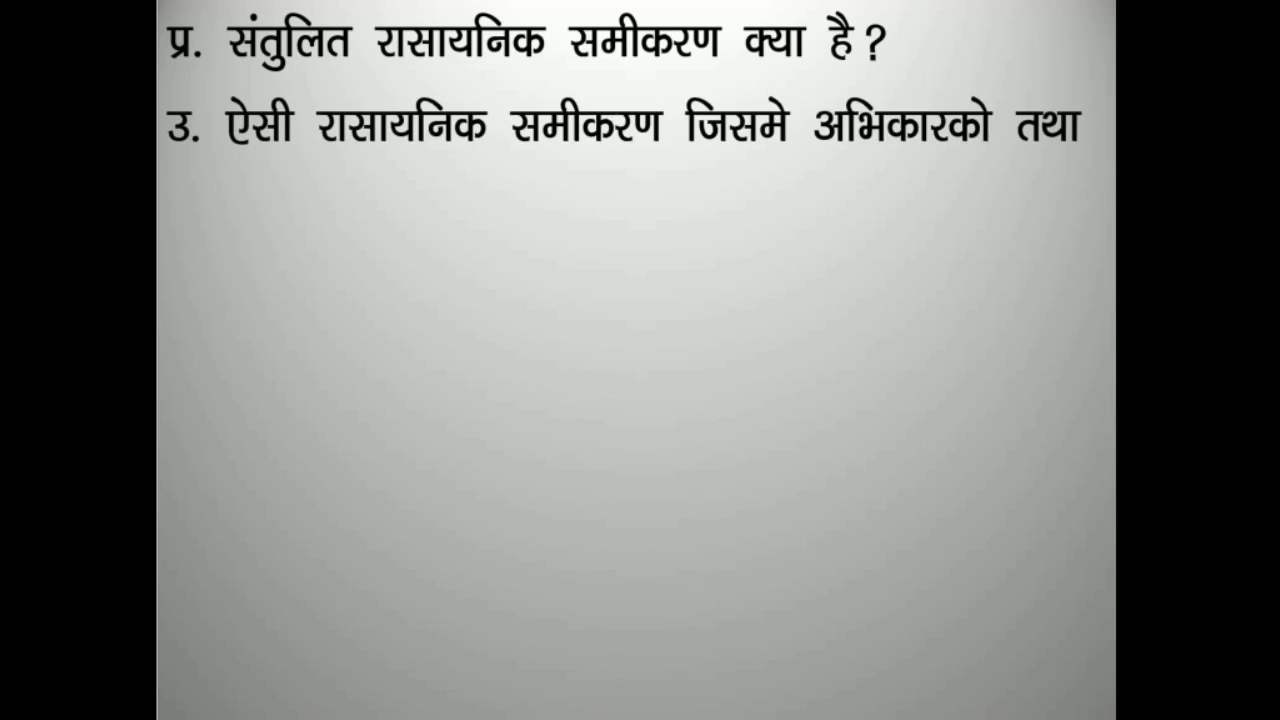 प्र. संतुलित रासायनिक समीकरण क्या है ?
उ. ऐसी रासायनिक समीकरण जिसमे अभिकारको तथा